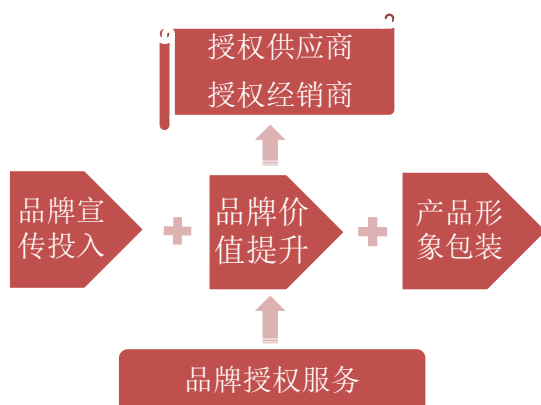 授权供应商
授权经销商
品牌宣
传投入
品牌价
值提升
产品形
象包装
品牌授权服务